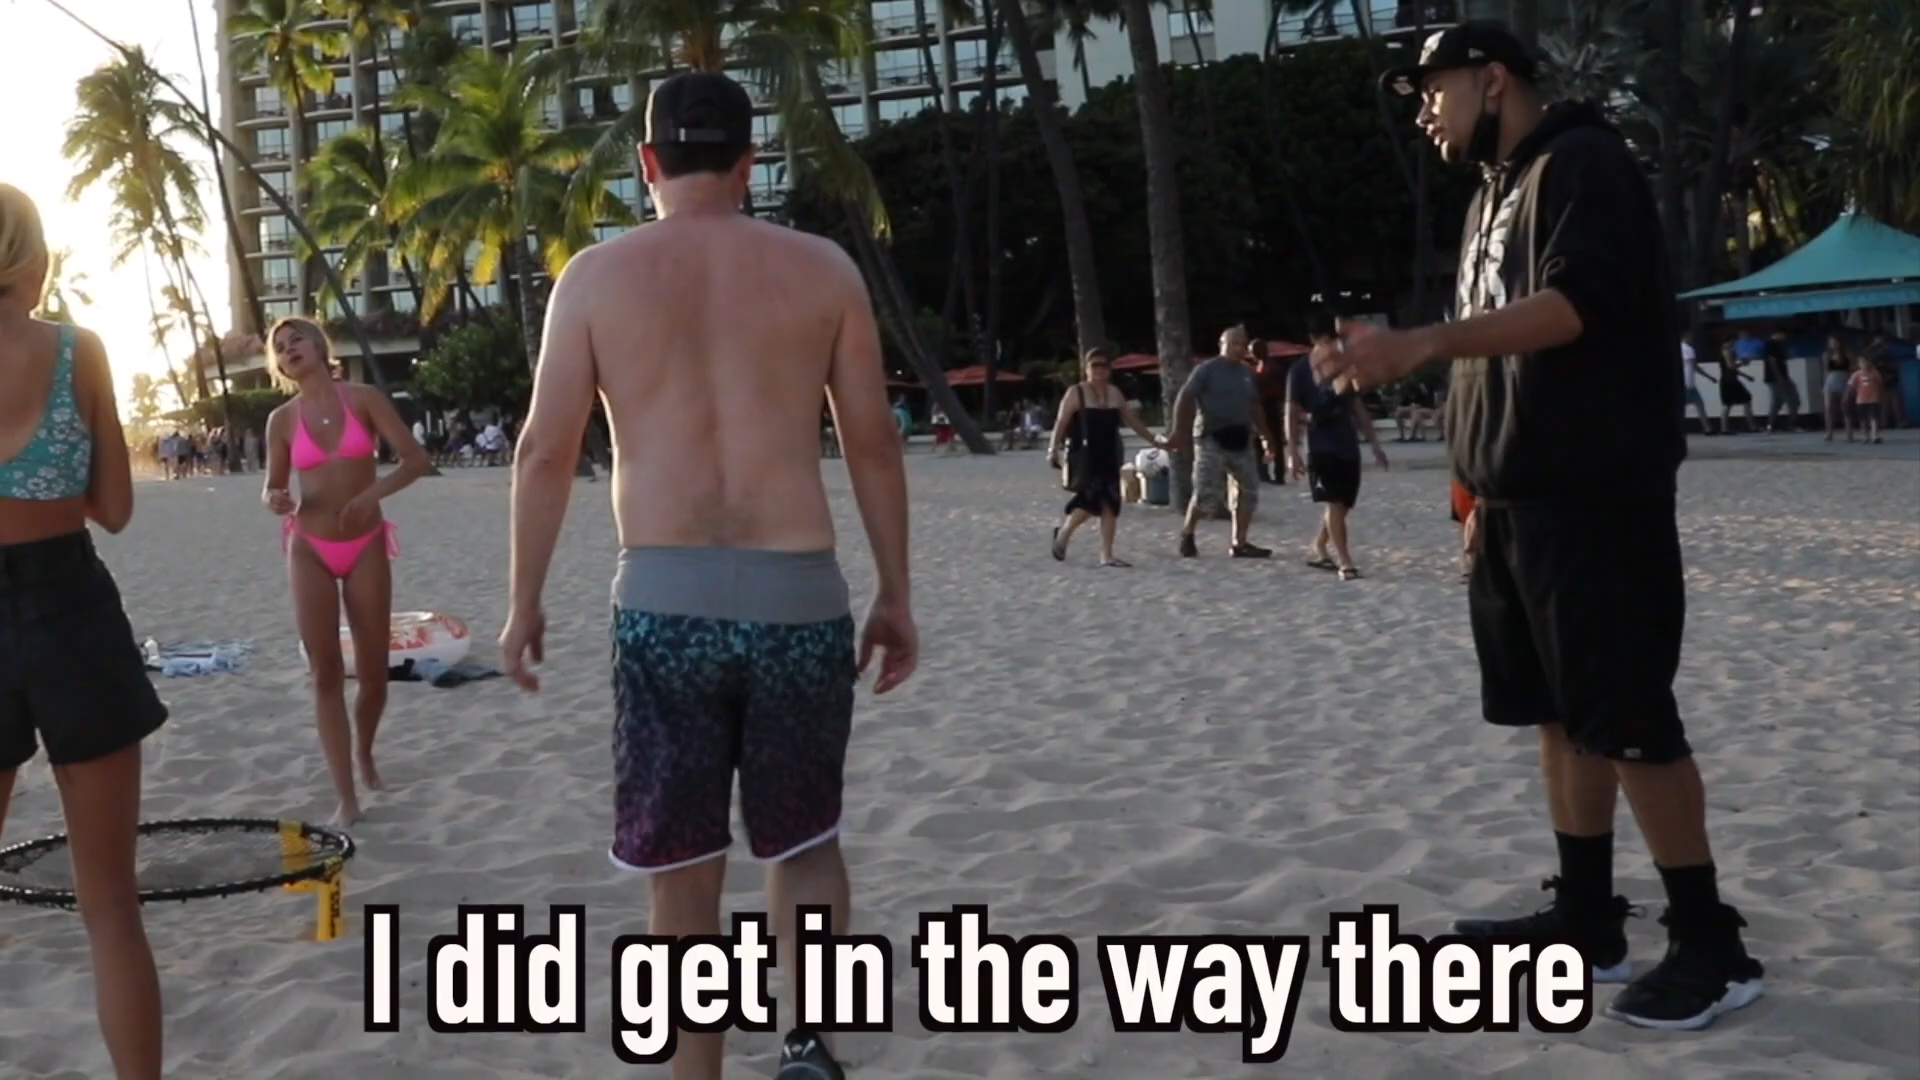 I did get in the way there